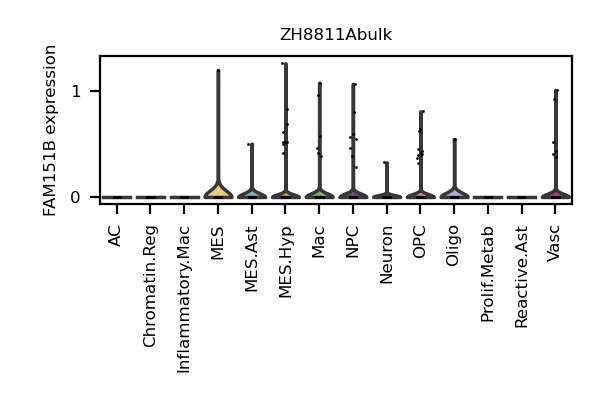 ZH8811Abulk
FAM151B expression
1
0
AC
Chromatin.Reg
Inflammatory.Mac
MES
MES.Ast
MES.Hyp
Mac
NPC
Neuron
OPC
Oligo
Prolif.Metab
Reactive.Ast
Vasc